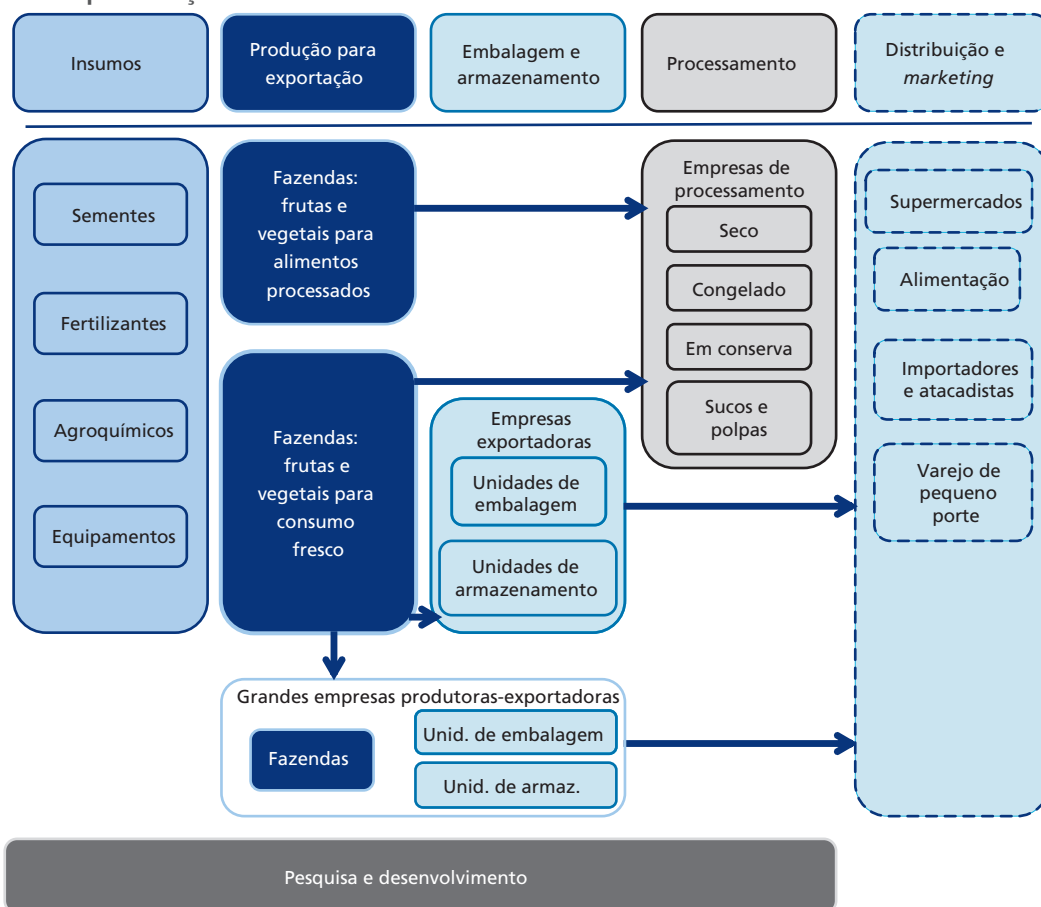 Insumos
Produção para
exportação
Embalagem e
armazenamento
Processamento
Distribuição e
marketing
Sementes
Fertilizantes
Agroquímicos
Equipamentos
Fazendas:
frutas e
vegetais para
alimentos
processados
Fazendas:
frutas e
vegetais para
consumo
fresco
Empresas
exportadoras
Unidades de
embalagem
Unidades de
armazenamento
Empresas de
processamento
Seco
Congelado
Em conserva
Sucos e
polpas
Supermercados
Alimentação
Importadores
e atacadistas
Varejo de
pequeno
porte
Grandes empresas produtoras-exportadoras
Fazendas
Unid. de embalagem
Unid. de armaz.
Pesquisa e desenvolvimento